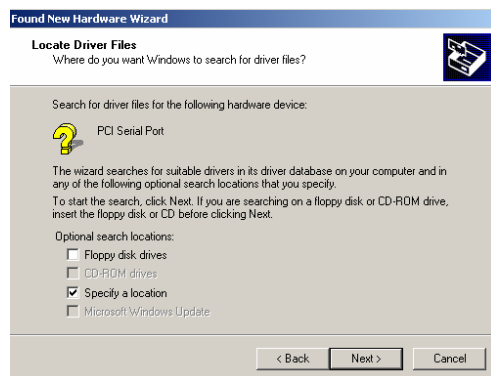 Found New Hardware Wizard
Locate Driver Files
Where do you want Windows to search for driver files?
Search for driver files for the following hardware device:
PCI Serial Port
The wizard searches for suitable drivers in its driver database on your computer and in
any of the following optional search locations that you specify.
To start the search, click Next. If you are searching on a floppy disk or CD-ROM drive,
insert the floppy disk or CD before clicking Next.
Optional search locations:
Floppy disk drives
CD-ROM drives
Specify a location
Microsoft Windows Update
< Back Next > Cancel